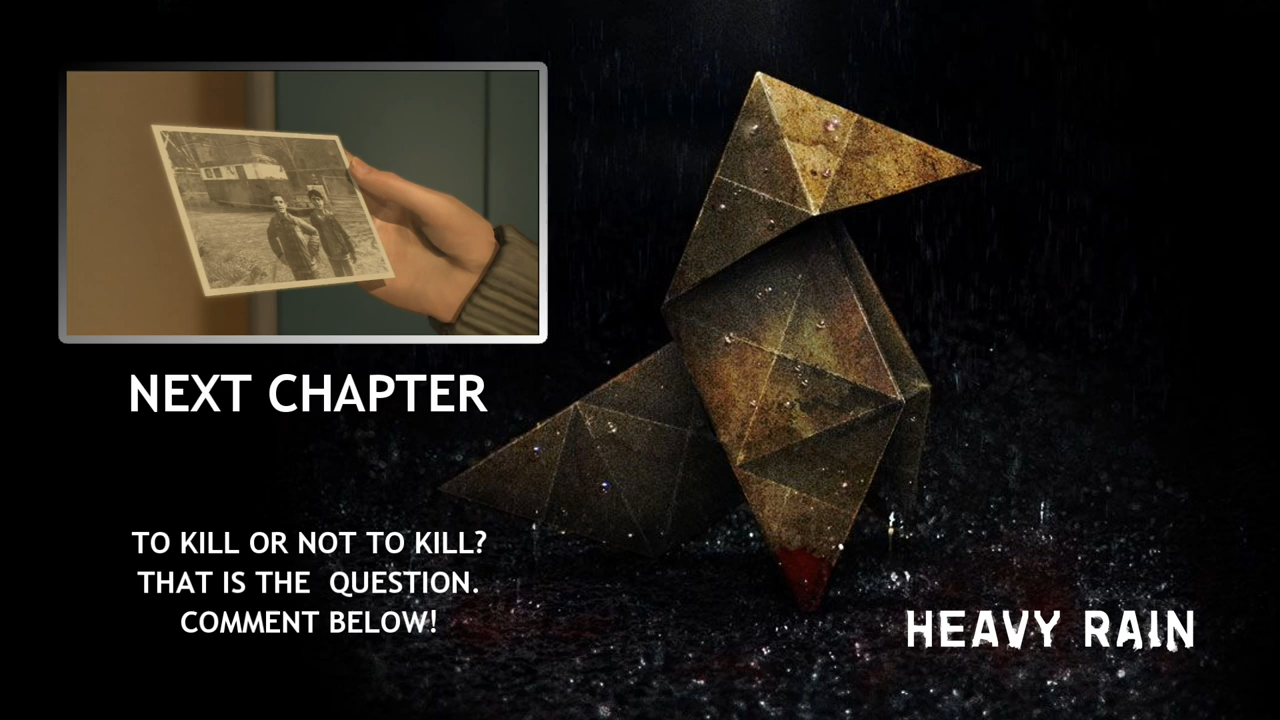 NEXT CHAPTER
TO KILL OR NOT TO KILL?
THAT IS THE QUESTION.
COMMENT BELOW!
HEAVY RAIN